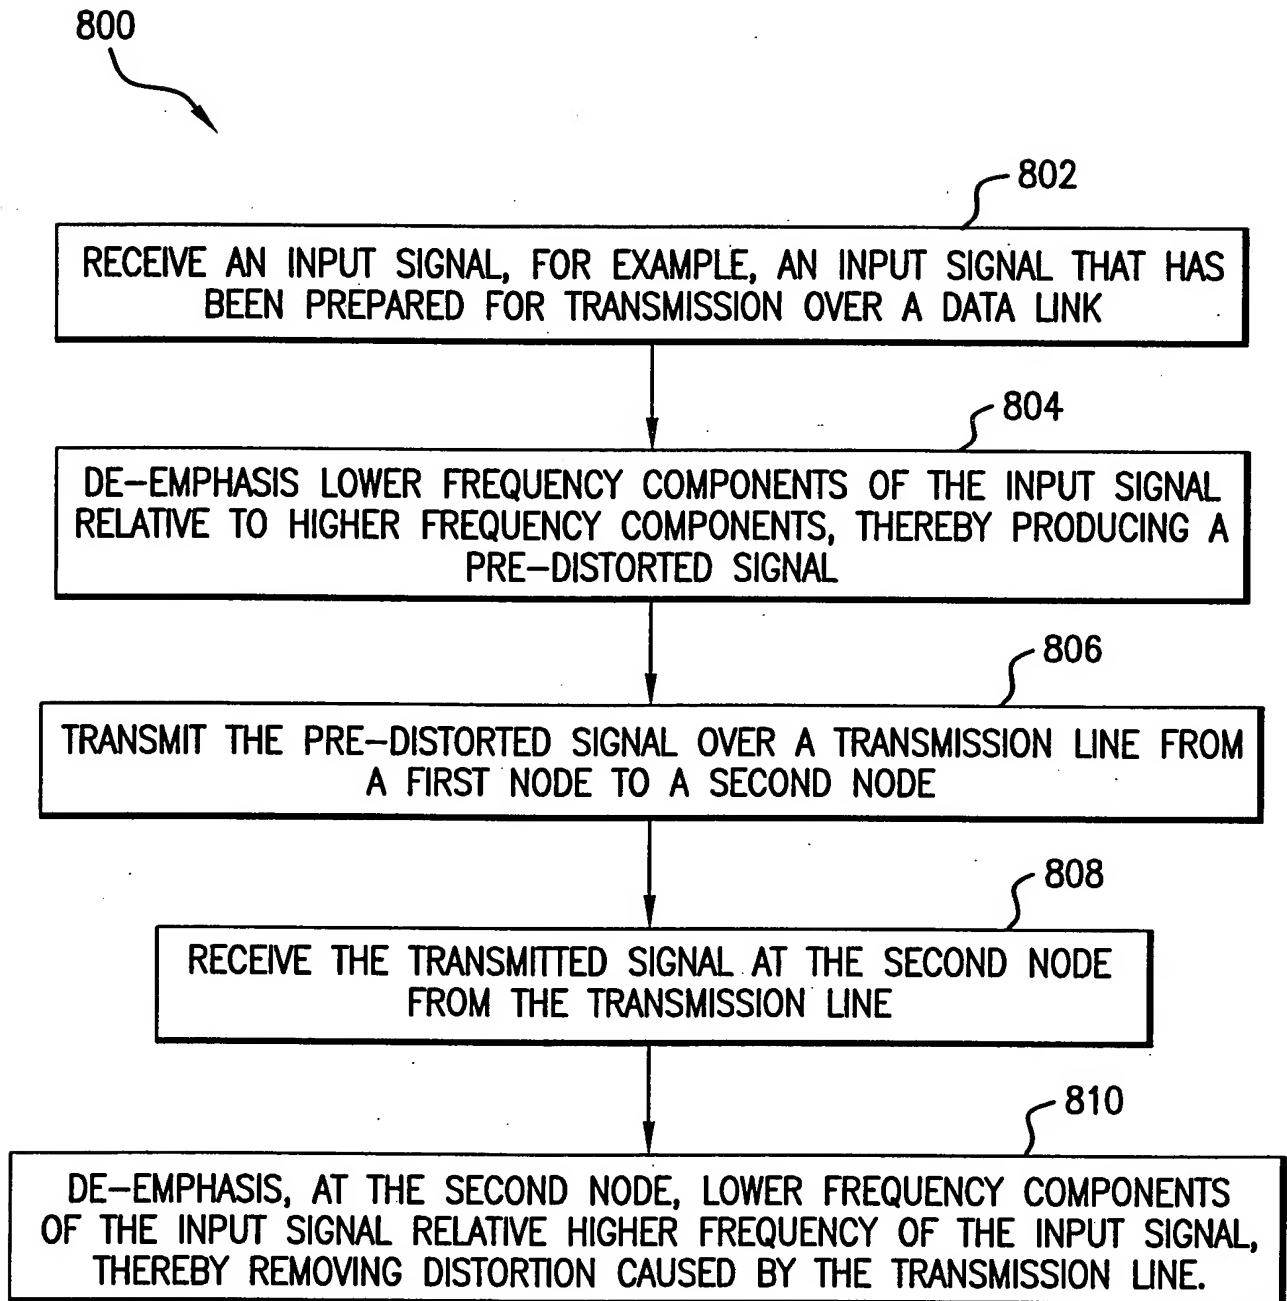 800
802
RECEIVE AN INPUT SIGNAL, FOR EXAMPLE, AN INPUT SIGNAL THAT HAS
BEEN PREPARED FOR TRANSMISSION OVER A DATA LINK
804
DE-EMPHASIS LOWER FREQUENCY COMPONENTS OF THE INPUT SIGNAL
RELATIVE TO HIGHER FREQUENCY COMPONENTS, THEREBY PRODUCING A
PRE-DISTORTED SIGNAL
806
TRANSMIT THE PRE-DISTORTED SIGNAL OVER A TRANSMISSION LINE FROM
A FIRST NODE TO A SECOND NODE
808
RECEIVE THE TRANSMITTED SIGNAL AT THE SECOND NODE
FROM THE TRANSMISSION LINE
810
DE-EMPHASIS, AT THE SECOND NODE, LOWER FREQUENCY COMPONENTS
OF THE INPUT SIGNAL RELATIVE HIGHER FREQUENCY OF THE INPUT SIGNAL,
THEREBY REMOVING DISTORTION CAUSED BY THE TRANSMISSION LINE.